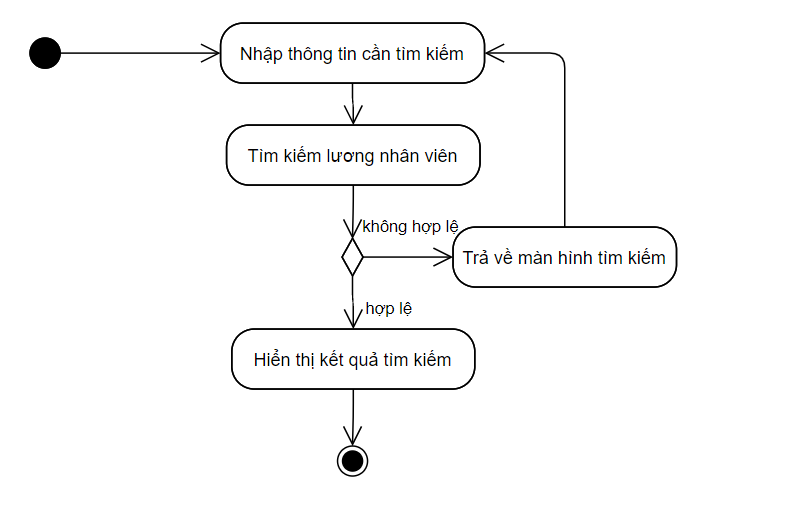 Nhập thông tin cần tìm kiếm
Tìm kiếm lương nhân viên
không hợp lệ
Trả về màn hình tìm kiếm
hợp lệ
Hiển thị kết quả tìm kiếm